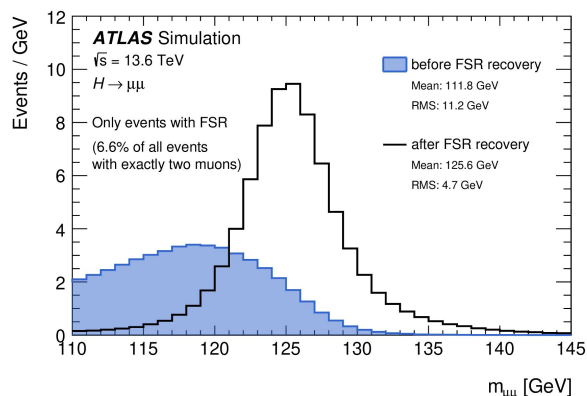 Events / GeV
12
10
8
6
4
2
0
110
115
120
125
130
135
140
145
m_μμ [GeV]
ATLAS Simulation
√s = 13.6 TeV
H → μμ
Only events with FSR
(6.6% of all events
with exactly two muons)
before FSR recovery
Mean: 111.8 GeV
RMS: 11.2 GeV
after FSR recovery
Mean: 125.6 GeV
RMS: 4.7 GeV